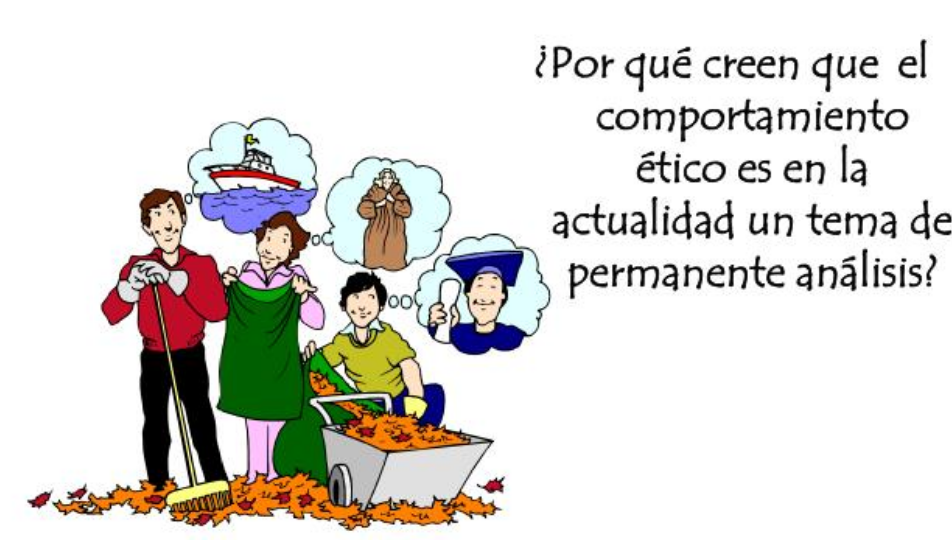 ¿Por qué creen que el
comportamiento
ético es en la
actualidad un tema de
permanente análisis?